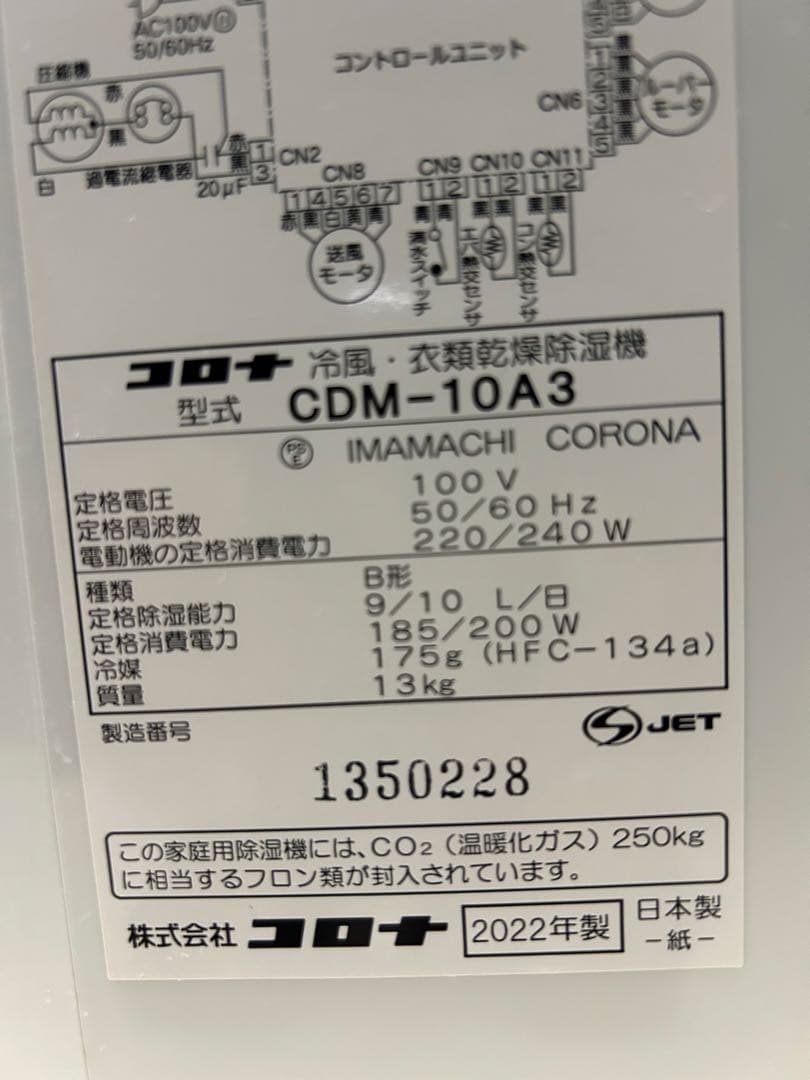 AC100V
50/60Hz
圧縮機
赤
黒
白
過電流継電器
20μF
赤 1
黒 3
CN2
コントロールユニット
CN6
1 黒
2 黒
3 黒
4 黒
5 黒
ルーバー
モータ
CN8
1 4 5 6 7
赤 黒 白 黄 青
送風
モータ
CN9 CN10 CN11
1 2 1 2 1 2
青 青 黒 黒 黒 黒
満水スイッチ
エバ熱交センサ
コン熱交センサ
コロナ 冷風・衣類乾燥除湿機
型式 CDM-10A3
PS E IMAMACHI CORONA
定格電圧 100 V
定格周波数 50/60 Hz
電動機の定格消費電力 220/240 W
種類 B形
定格除湿能力 9/10 L/日
定格消費電力 185/200 W
冷媒 175g (HFC-134a)
質量 13kg
製造番号
JET
1350228
この家庭用除湿機には、CO2（温暖化ガス）250kg
に相当するフロン類が封入されています。
株式会社 コロナ 2022年製 日本製
-紙-